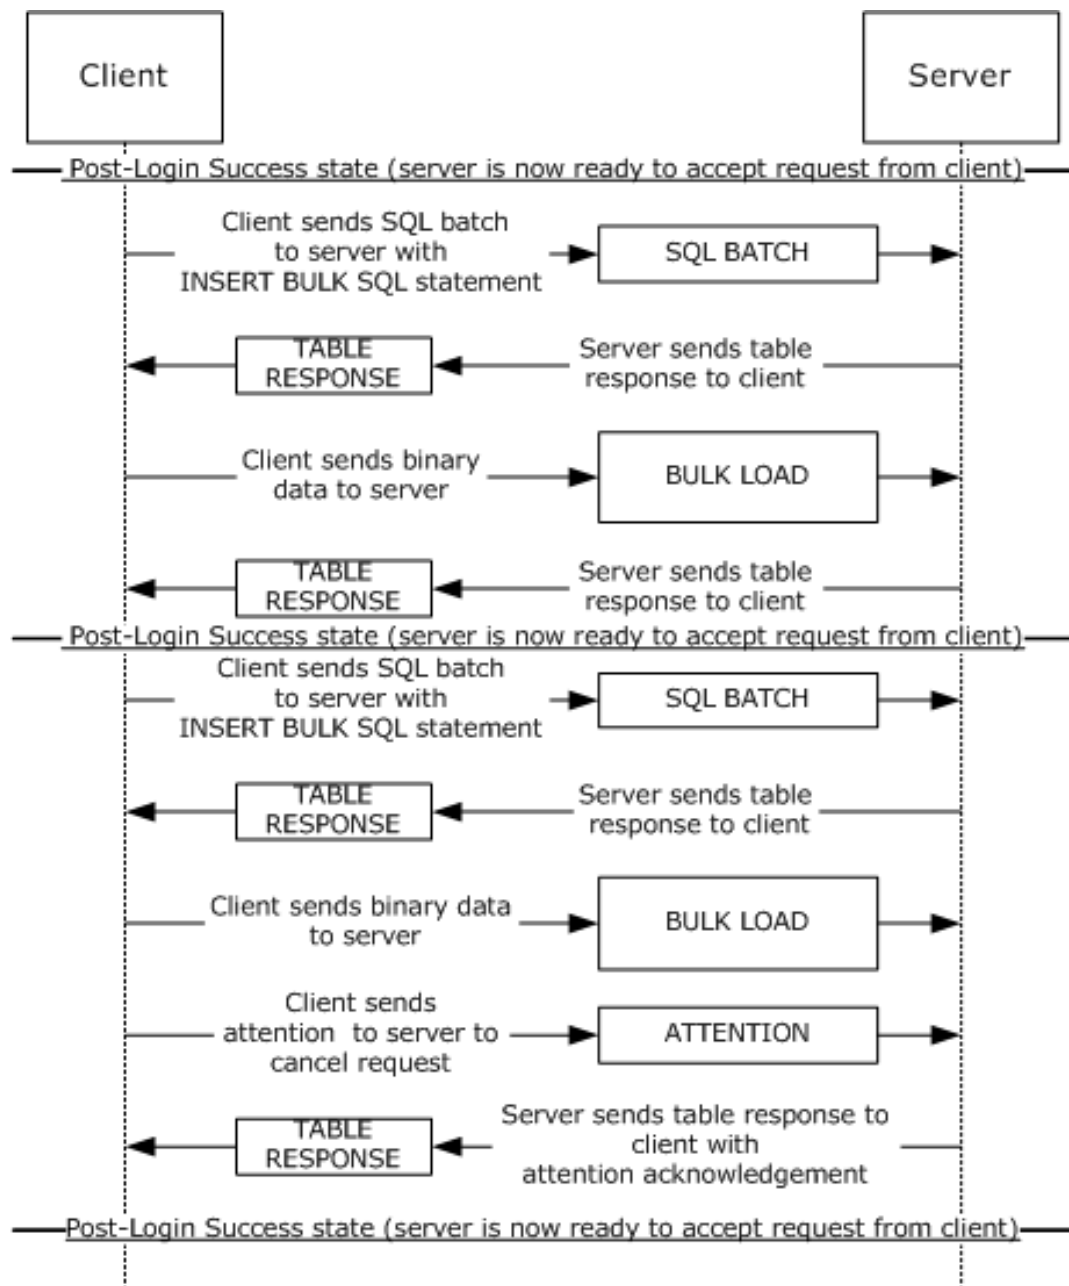 Client
Server
Post-Login Success state (server is now ready to accept request from client)
Client sends SQL batch
to server with
INSERT BULK SQL statement
SQL BATCH
TABLE
RESPONSE
Server sends table
response to client
Client sends binary
data to server
BULK LOAD
TABLE
RESPONSE
Server sends table
response to client
Post-Login Success state (server is now ready to accept request from client)
Client sends SQL batch
to server with
INSERT BULK SQL statement
SQL BATCH
TABLE
RESPONSE
Server sends table
response to client
Client sends binary data
to server
BULK LOAD
Client sends
attention to server to
cancel request
ATTENTION
TABLE
RESPONSE
Server sends table response to
client with
attention acknowledgement
Post-Login Success state (server is now ready to accept request from client)